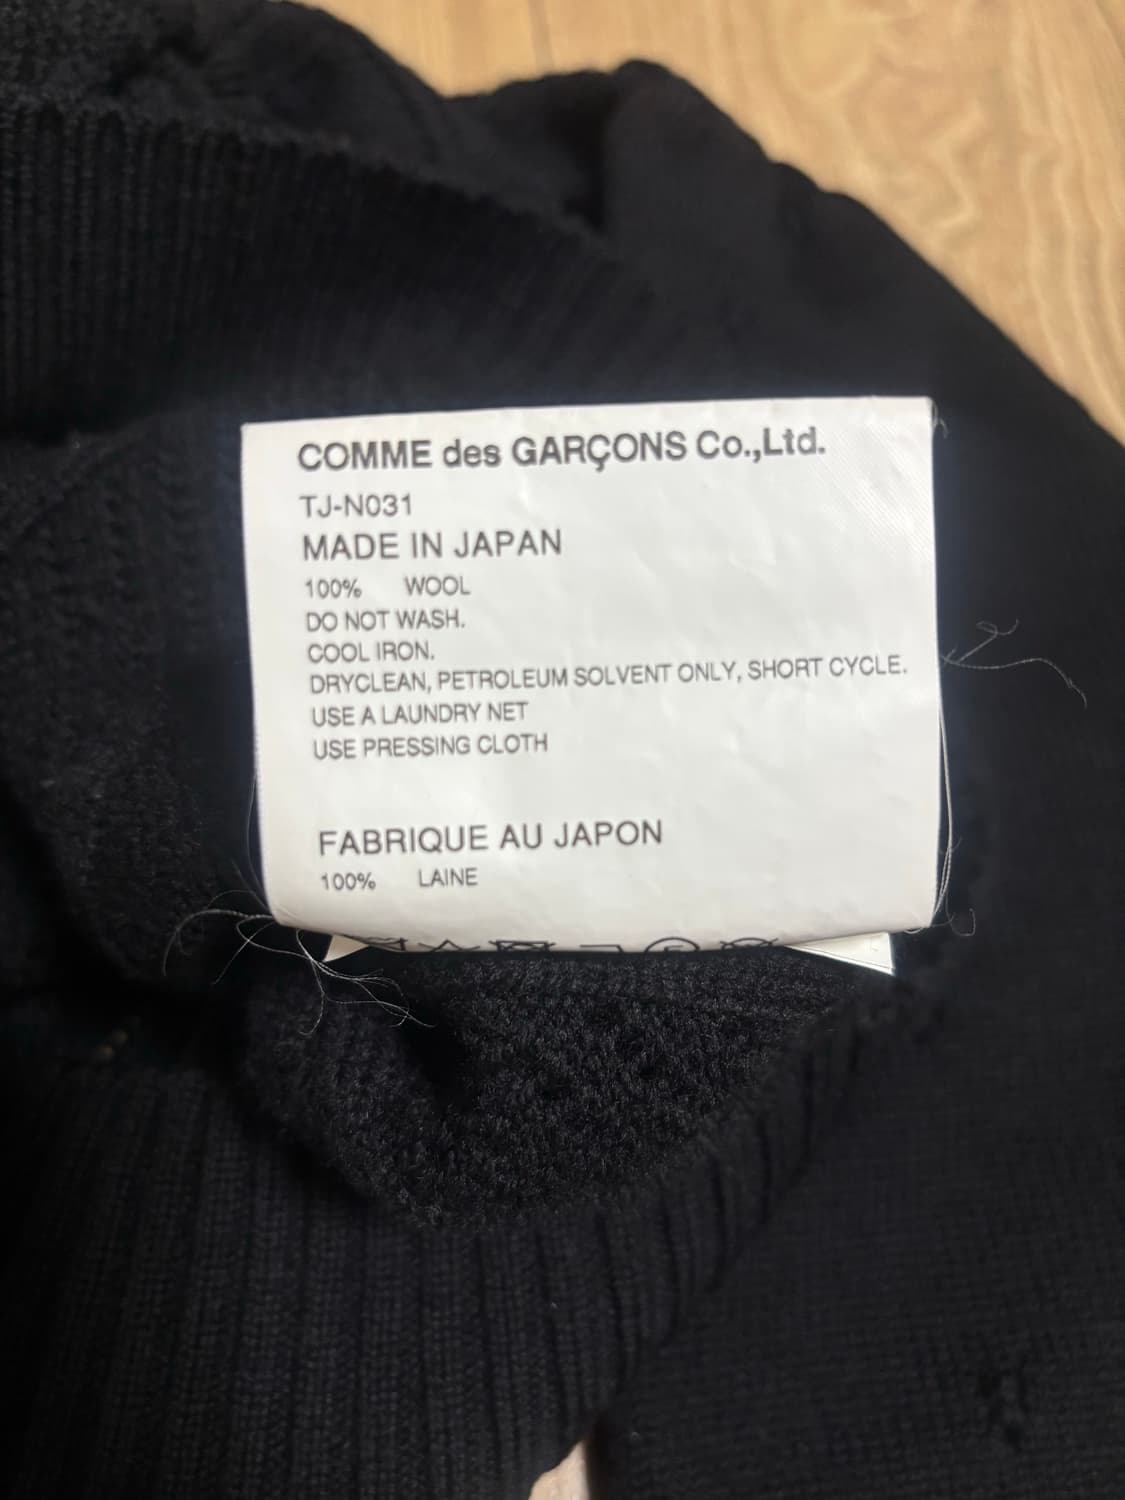 COMME des GARÇONS Co.,Ltd.
TJ-N031
MADE IN JAPAN
100% WOOL
DO NOT WASH.
COOL IRON.
DRYCLEAN, PETROLEUM SOLVENT ONLY, SHORT CYCLE.
USE A LAUNDRY NET
USE PRESSING CLOTH
FABRIQUE AU JAPON
100% LAINE